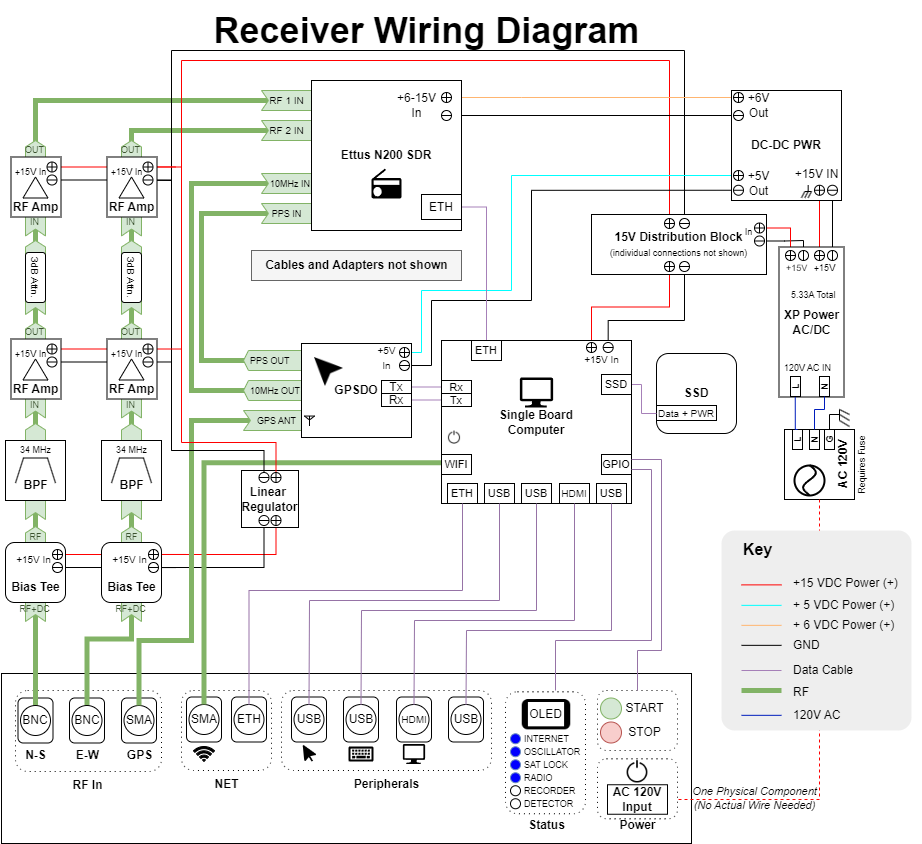 Receiver Wiring Diagram
RF 1 IN
RF 2 IN
10MHz IN
PPS IN
+6-15V
In
Ettus N200 SDR
ETH
+6V
Out
DC-DC PWR
+5V
Out
+15V IN
OUT
OUT
+15V In
RF Amp
IN
+15V In
RF Amp
IN
3dB Attn.
3dB Attn.
OUT
OUT
+15V In
RF Amp
IN
+15V In
RF Amp
IN
Cables and Adapters not shown
15V Distribution Block
In
(individual connections not shown)
+15V
+15V
5.33A Total
XP Power
AC/DC
120V AC IN
L
N
L
N
G
AC 120V
Requires Fuse
PPS OUT
10MHz OUT
GPS ANT
+5V
In
GPSDO
Tx
Rx
Rx
Tx
ETH
+15V In
Single Board
Computer
SSD
SSD
Data + PWR
WIFI
GPIO
ETH
USB
USB
HDMI
USB
34 MHz
BPF
34 MHz
BPF
Linear
Regulator
RF
RF
+15V In
Bias Tee
RF+DC
+15V In
Bias Tee
RF+DC
Key
+15 VDC Power (+)
+ 5 VDC Power (+)
+ 6 VDC Power (+)
GND
Data Cable
RF
120V AC
BNC
N-S
BNC
E-W
SMA
GPS
RF In
SMA
ETH
NET
USB
USB
HDMI
USB
Peripherals
OLED
INTERNET
OSCILLATOR
SAT LOCK
RADIO
RECORDER
DETECTOR
Status
START
STOP
AC 120V
Input
Power
One Physical Component
(No Actual Wire Needed)